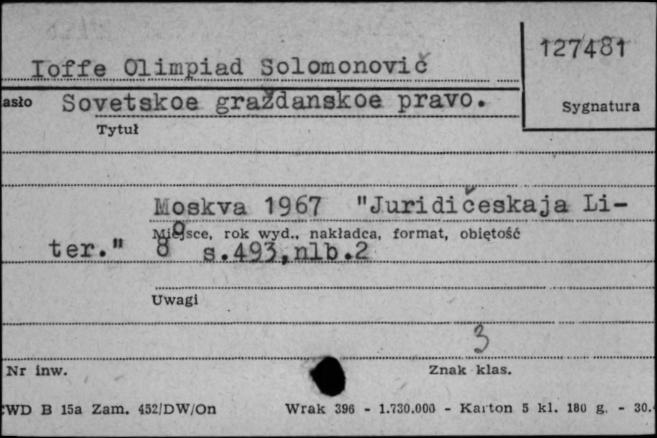 127481
Ioffe Olimpiad Solomonovič
asło Sovetskoe graždanskoe pravo.
Sygnatura
Tytuł
Moskva 1967 "Juridičeskaja Li-
Miejsce, rok wyd., nakładca, format, objętość
ter." 8° s.493,nlb.2
Uwagi
3
Nr inw. Znak klas.
CWD B 15a Zam. 452/DW/On Wrak 396 - 1.730.000 - Karton 5 kl. 180 g. - 30.